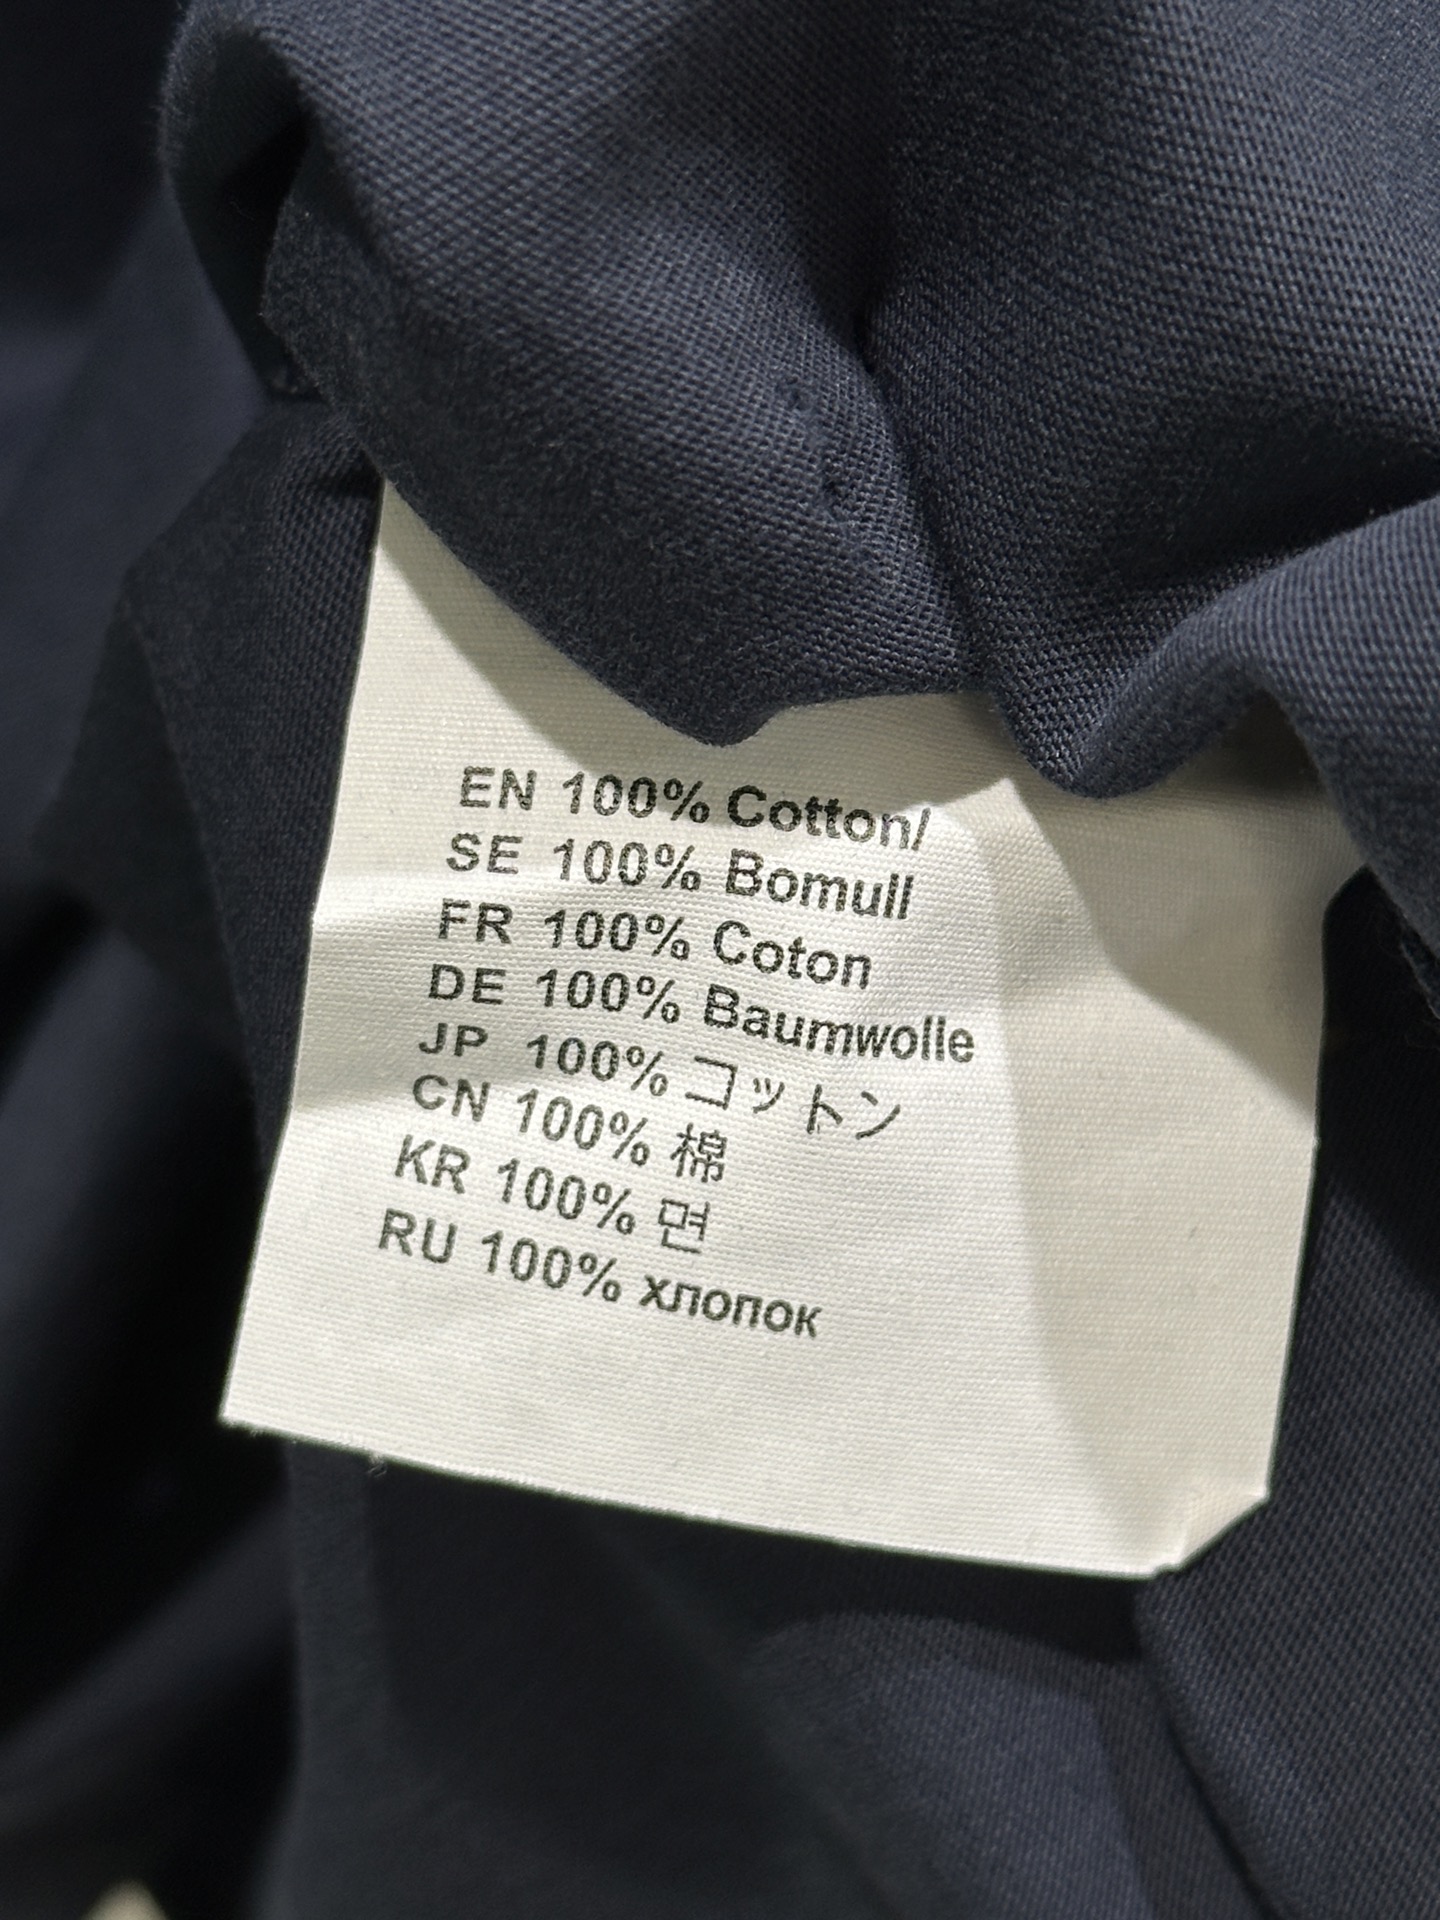 EN 100% Cotton/
SE 100% Bomull
FR 100% Coton
DE 100% Baumwolle
JP 100% コットン
CN 100% 棉
KR 100% 면
RU 100% хлопок